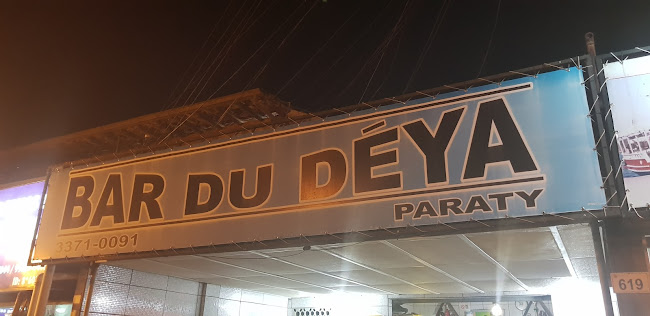 BAR DU DÉYA
PARATY
3371-0091
619